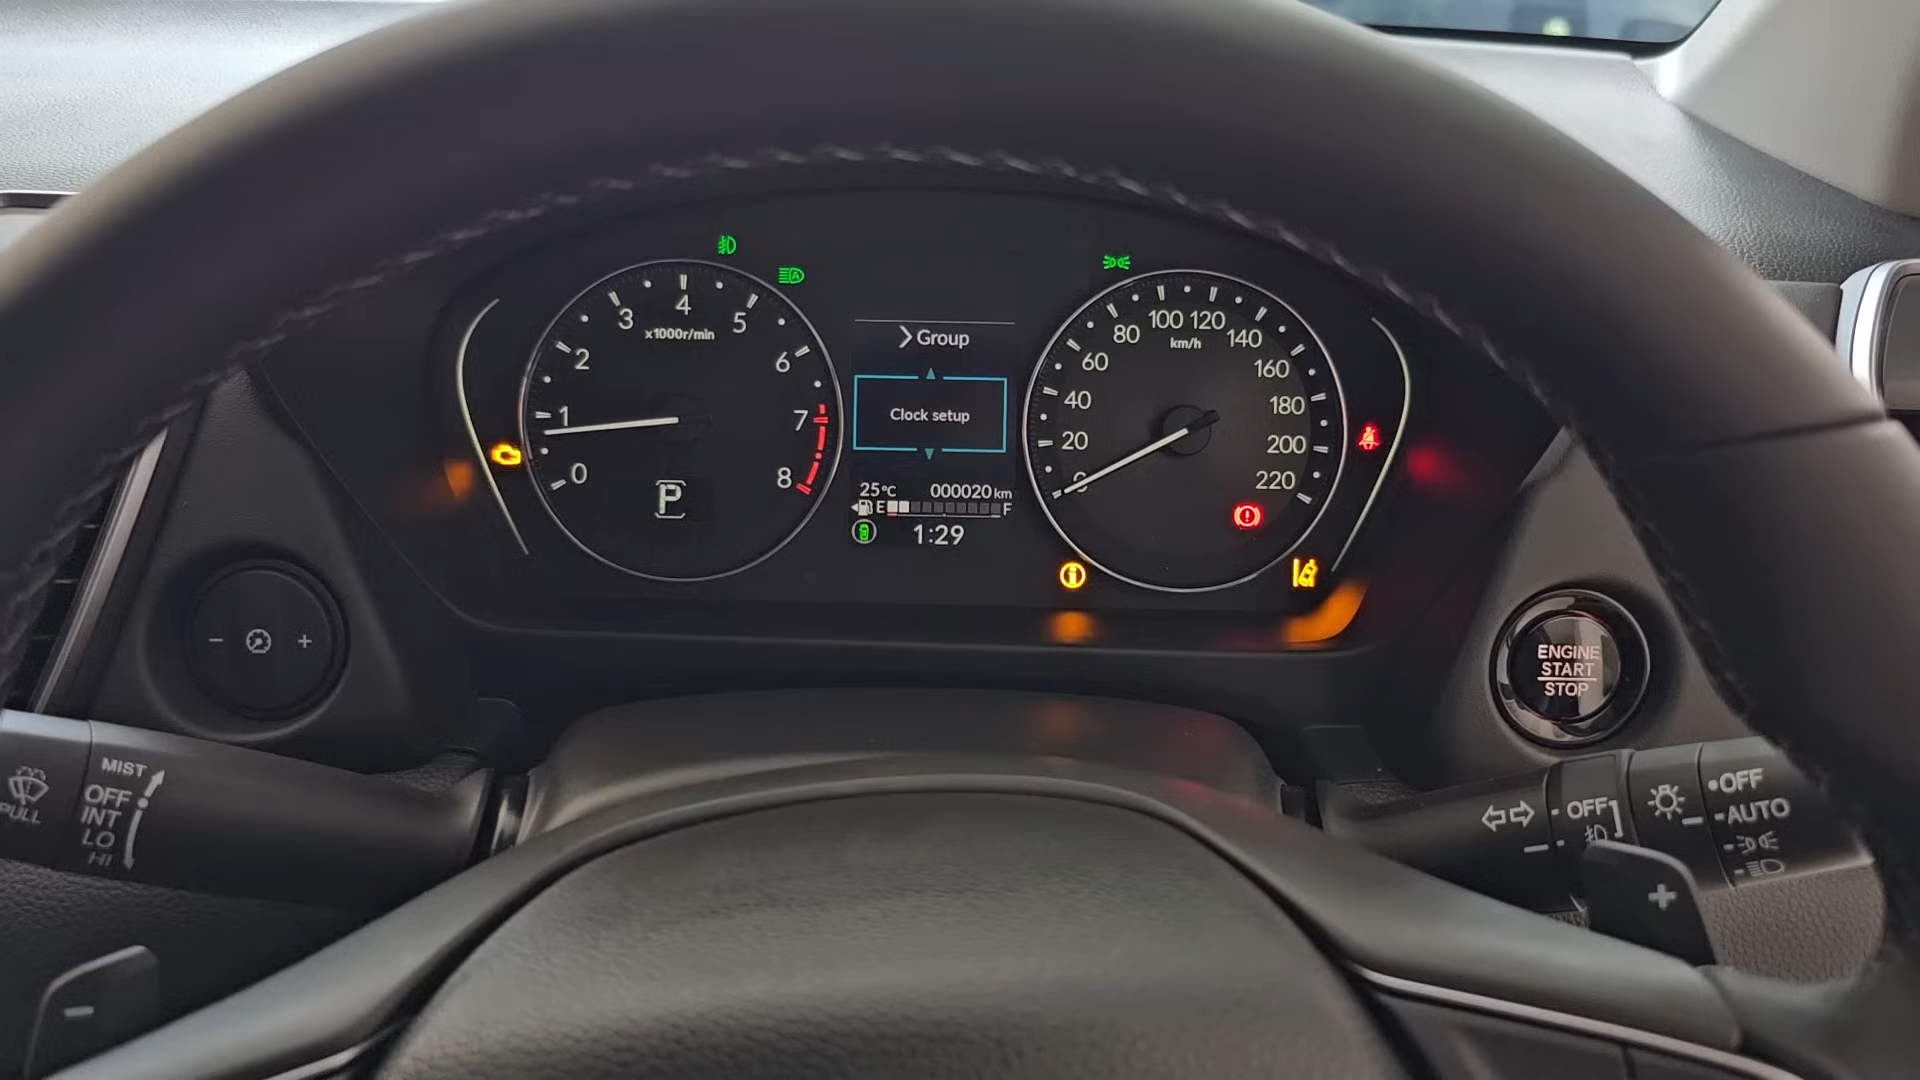 x1000r/min
0
1
2
3
4
5
6
7
8
P
Group
Clock setup
25°C 000020 km
E F
1:29
km/h
0
20
40
60
80
100
120
140
160
180
200
220
A
i
!
- +
ENGINE
START
STOP
MIST
OFF
INT
LO
HI
PULL
OFF
OFF
AUTO
-
+